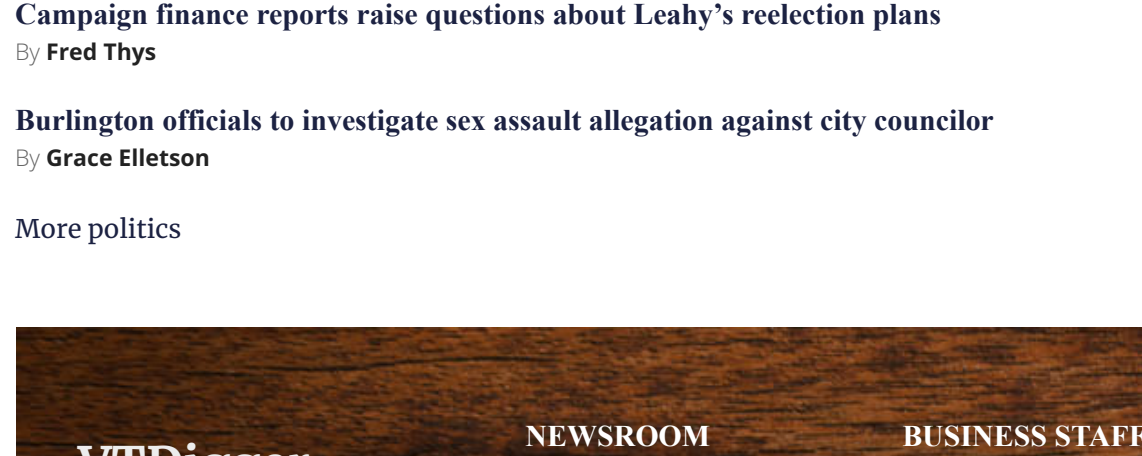 Campaign finance reports raise questions about Leahy’s reelection plans
By Fred Thys
Burlington officials to investigate sex assault allegation against city councilor
By Grace Elletson
More politics
VTDigger
NEWSROOM
BUSINESS STAFF